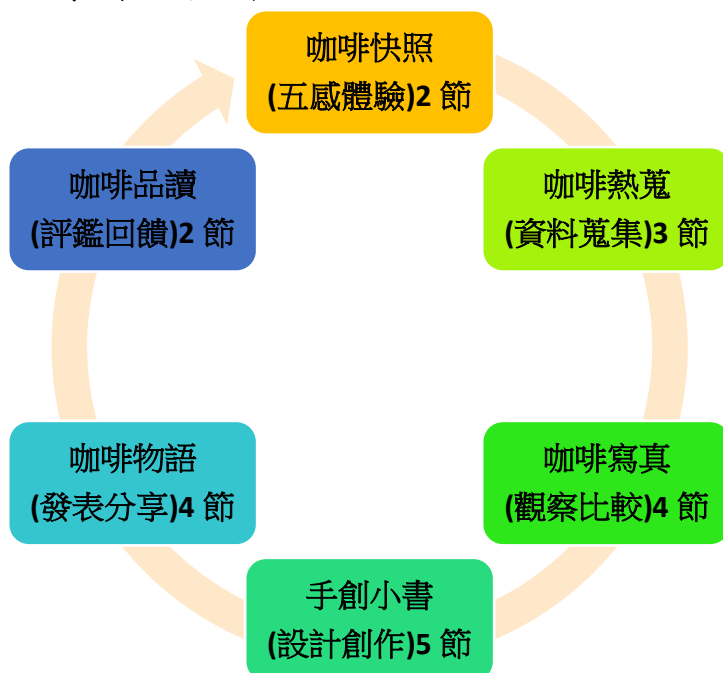 咖啡快照
(五感體驗)2 節
咖啡熱蒐
(資料蒐集)3 節
咖啡寫真
(觀察比較)4 節
手創小書
(設計創作)5 節
咖啡物語
(發表分享)4 節
咖啡品讀
(評鑑回饋)2 節